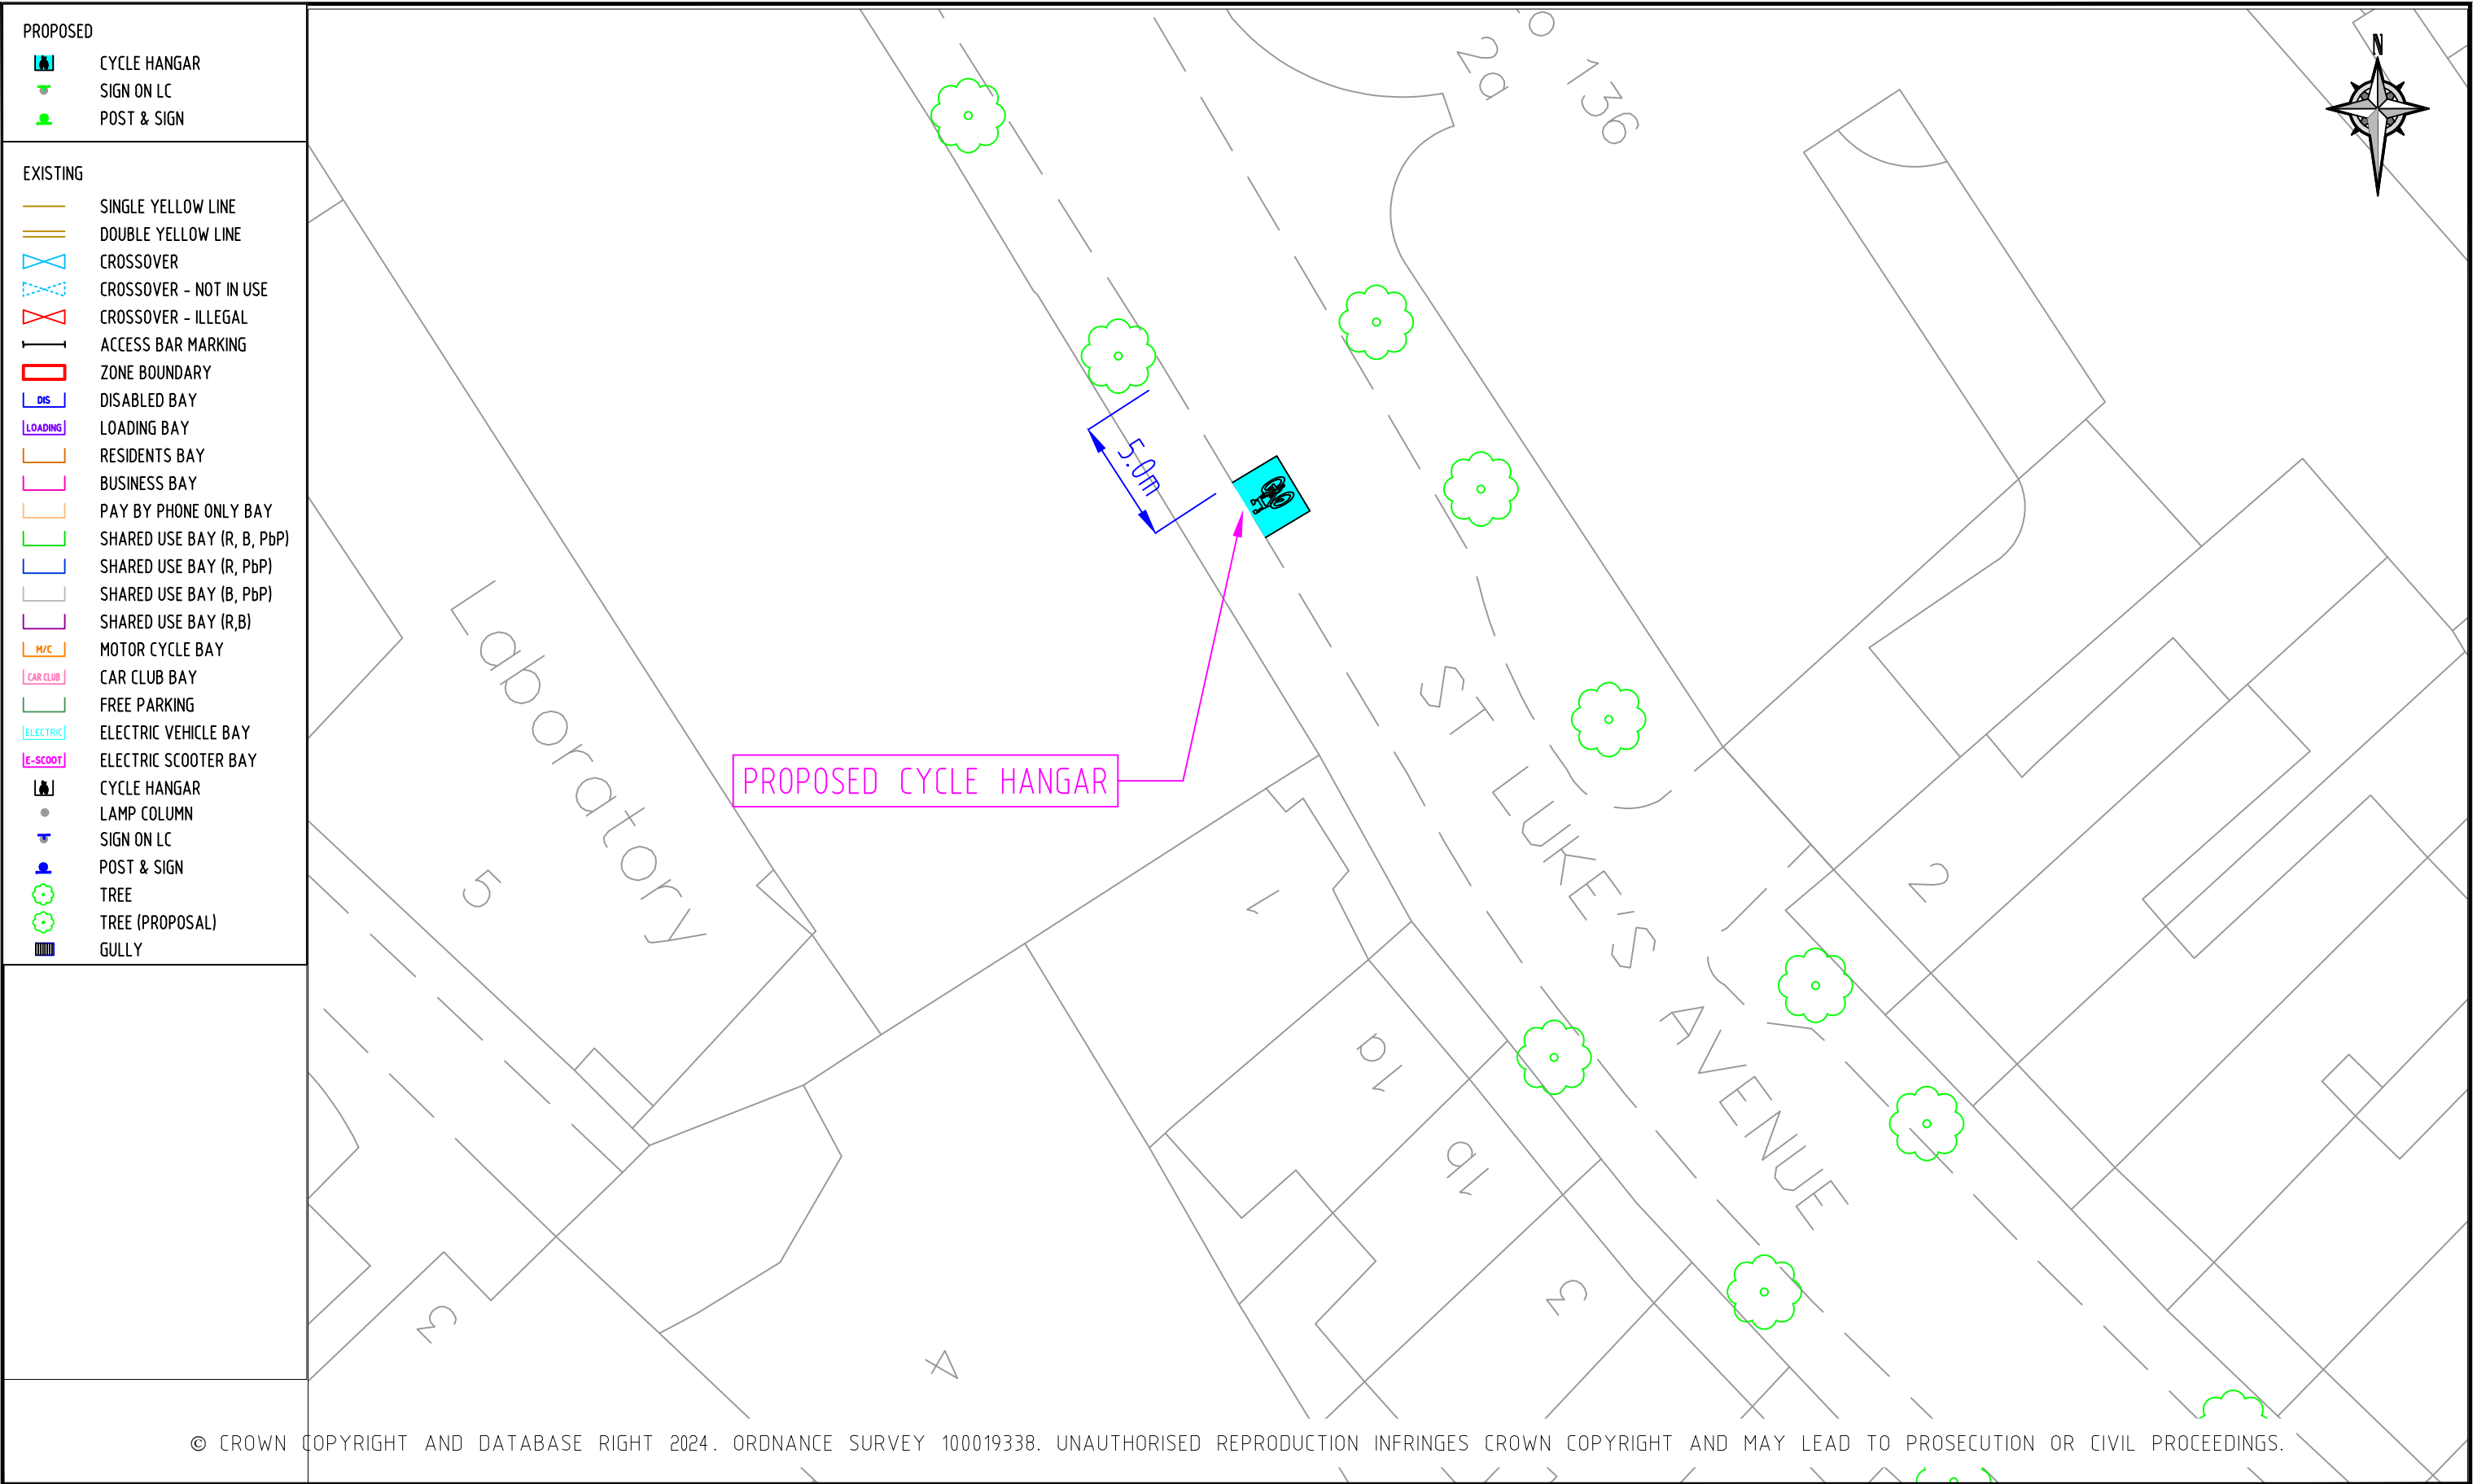 PROPOSED
CYCLE HANGAR
SIGN ON LC
POST & SIGN
EXISTING
SINGLE YELLOW LINE
DOUBLE YELLOW LINE
CROSSOVER
CROSSOVER - NOT IN USE
CROSSOVER - ILLEGAL
ACCESS BAR MARKING
ZONE BOUNDARY
DIS DISABLED BAY
LOADING LOADING BAY
RESIDENTS BAY
BUSINESS BAY
PAY BY PHONE ONLY BAY
SHARED USE BAY (R, B, PbP)
SHARED USE BAY (R, PbP)
SHARED USE BAY (B, PbP)
SHARED USE BAY (R,B)
M/C MOTOR CYCLE BAY
CAR CLUB CAR CLUB BAY
FREE PARKING
ELECTRIC ELECTRIC VEHICLE BAY
E-SCOOT ELECTRIC SCOOTER BAY
CYCLE HANGAR
LAMP COLUMN
SIGN ON LC
POST & SIGN
TREE
TREE (PROPOSAL)
GULLY
N
2a
136
5.0m
Laboratory
PROPOSED CYCLE HANGAR
ST LUKE'S AVENUE
5
1
2
1a
1b
3
3
4
© CROWN COPYRIGHT AND DATABASE RIGHT 2024. ORDNANCE SURVEY 100019338. UNAUTHORISED REPRODUCTION INFRINGES CROWN COPYRIGHT AND MAY LEAD TO PROSECUTION OR CIVIL PROCEEDINGS.